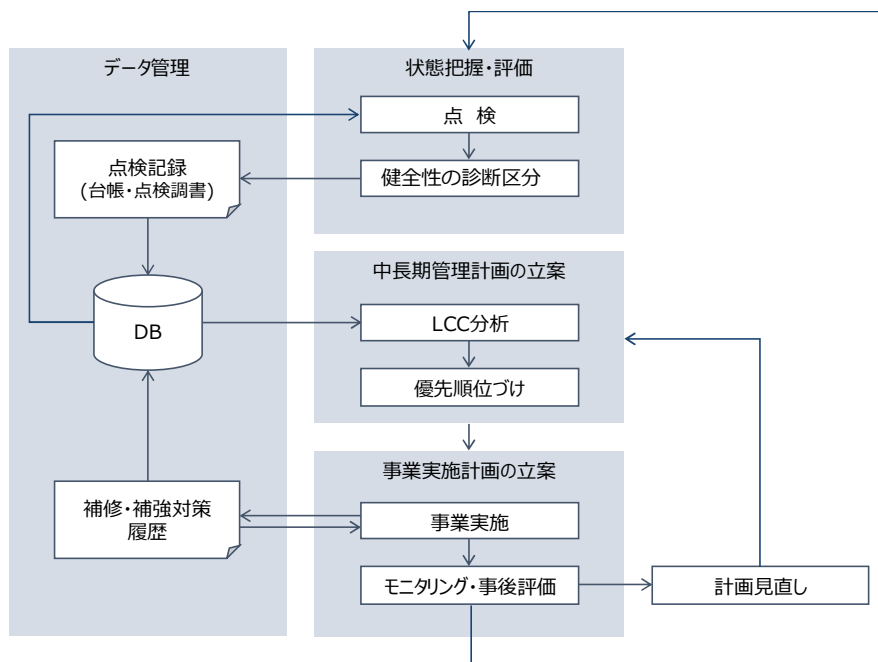 データ管理
点検記録
(台帳・点検調書)
DB
補修・補強対策
履歴
状態把握・評価
点 検
健全性の診断区分
中長期管理計画の立案
LCC分析
優先順位づけ
事業実施計画の立案
事業実施
モニタリング・事後評価
計画見直し